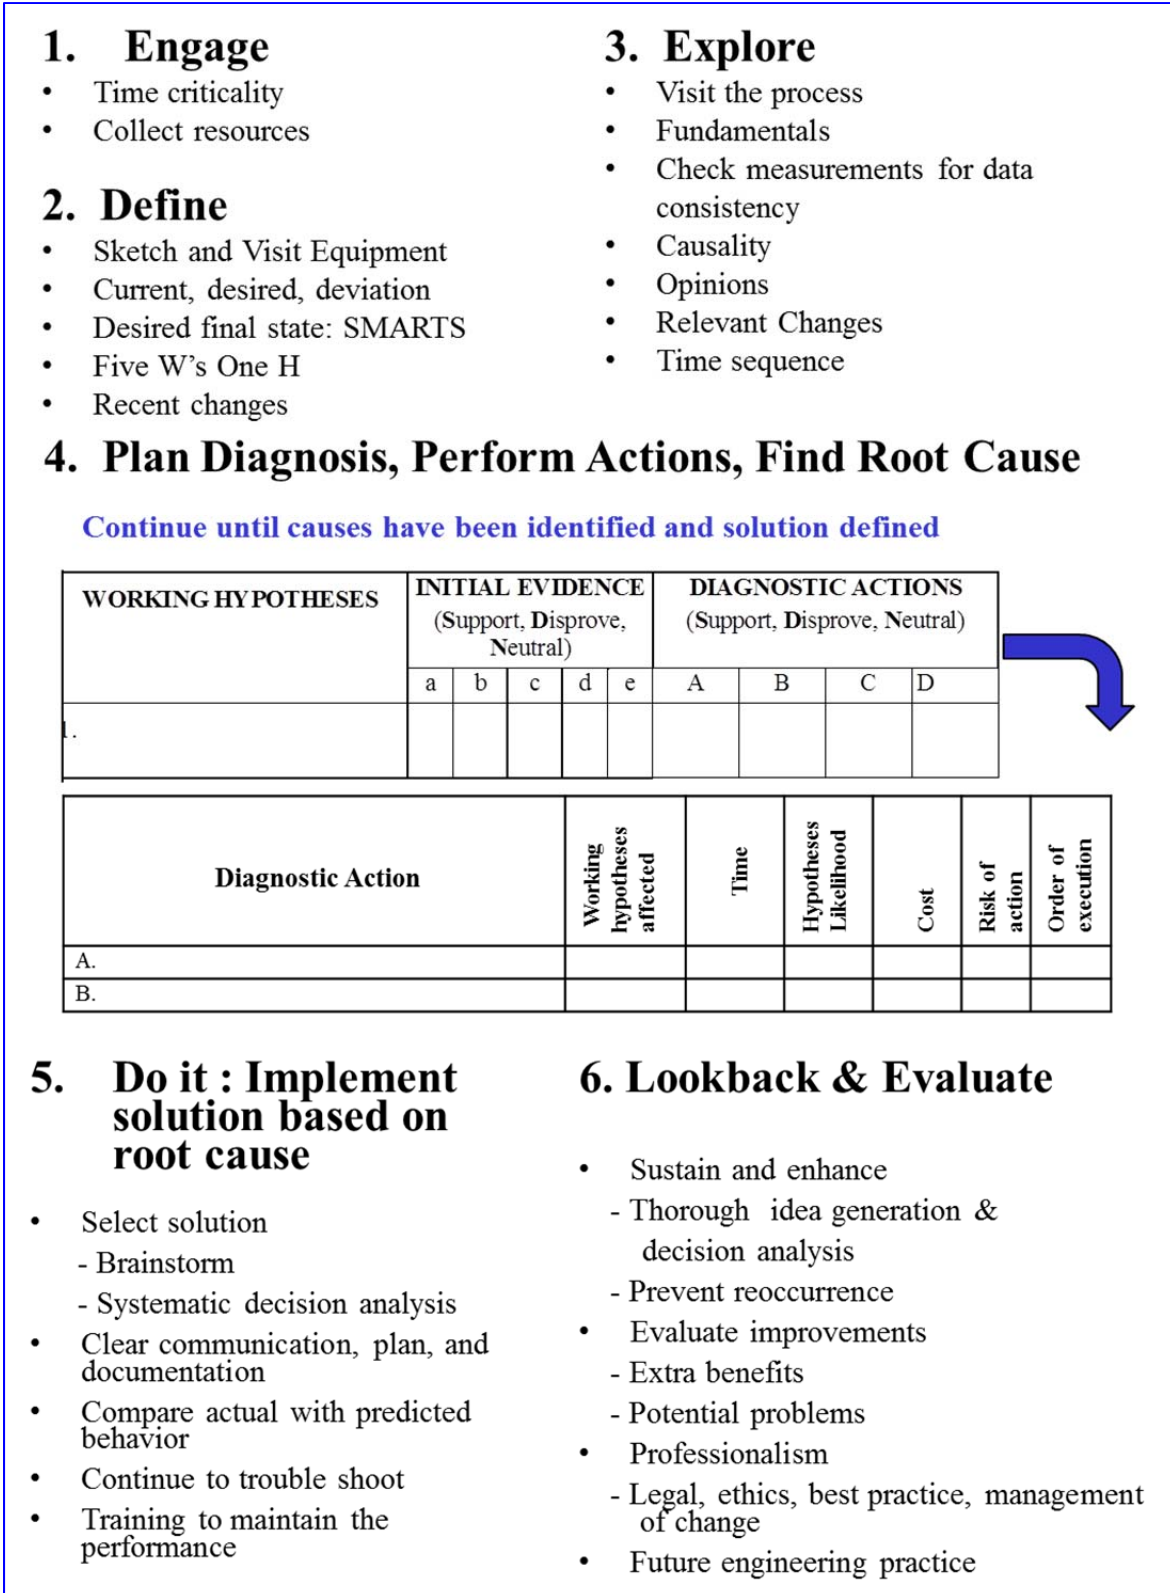 1. Engage
• Time criticality
• Collect resources
2. Define
• Sketch and Visit Equipment
• Current, desired, deviation
• Desired final state: SMARTS
• Five W’s One H
• Recent changes
3. Explore
• Visit the process
• Fundamentals
• Check measurements for data
consistency
• Causality
• Opinions
• Relevant Changes
• Time sequence
4. Plan Diagnosis, Perform Actions, Find Root Cause
Continue until causes have been identified and solution defined
WORKING HYPOTHESES
INITIAL EVIDENCE
(Support, Disprove,
Neutral)
DIAGNOSTIC ACTIONS
(Support, Disprove, Neutral)
a b c d e A B C D
1.
Diagnostic Action
Working
hypotheses
affected
Time
Hypotheses
Likelihood
Cost
Risk of
action
Order of
execution
A.
B.
5. Do it : Implement
solution based on
root cause
• Select solution
- Brainstorm
- Systematic decision analysis
• Clear communication, plan, and
documentation
• Compare actual with predicted
behavior
• Continue to trouble shoot
• Training to maintain the
performance
6. Lookback & Evaluate
• Sustain and enhance
- Thorough idea generation &
decision analysis
- Prevent reoccurrence
• Evaluate improvements
- Extra benefits
- Potential problems
• Professionalism
- Legal, ethics, best practice, management
of change
• Future engineering practice